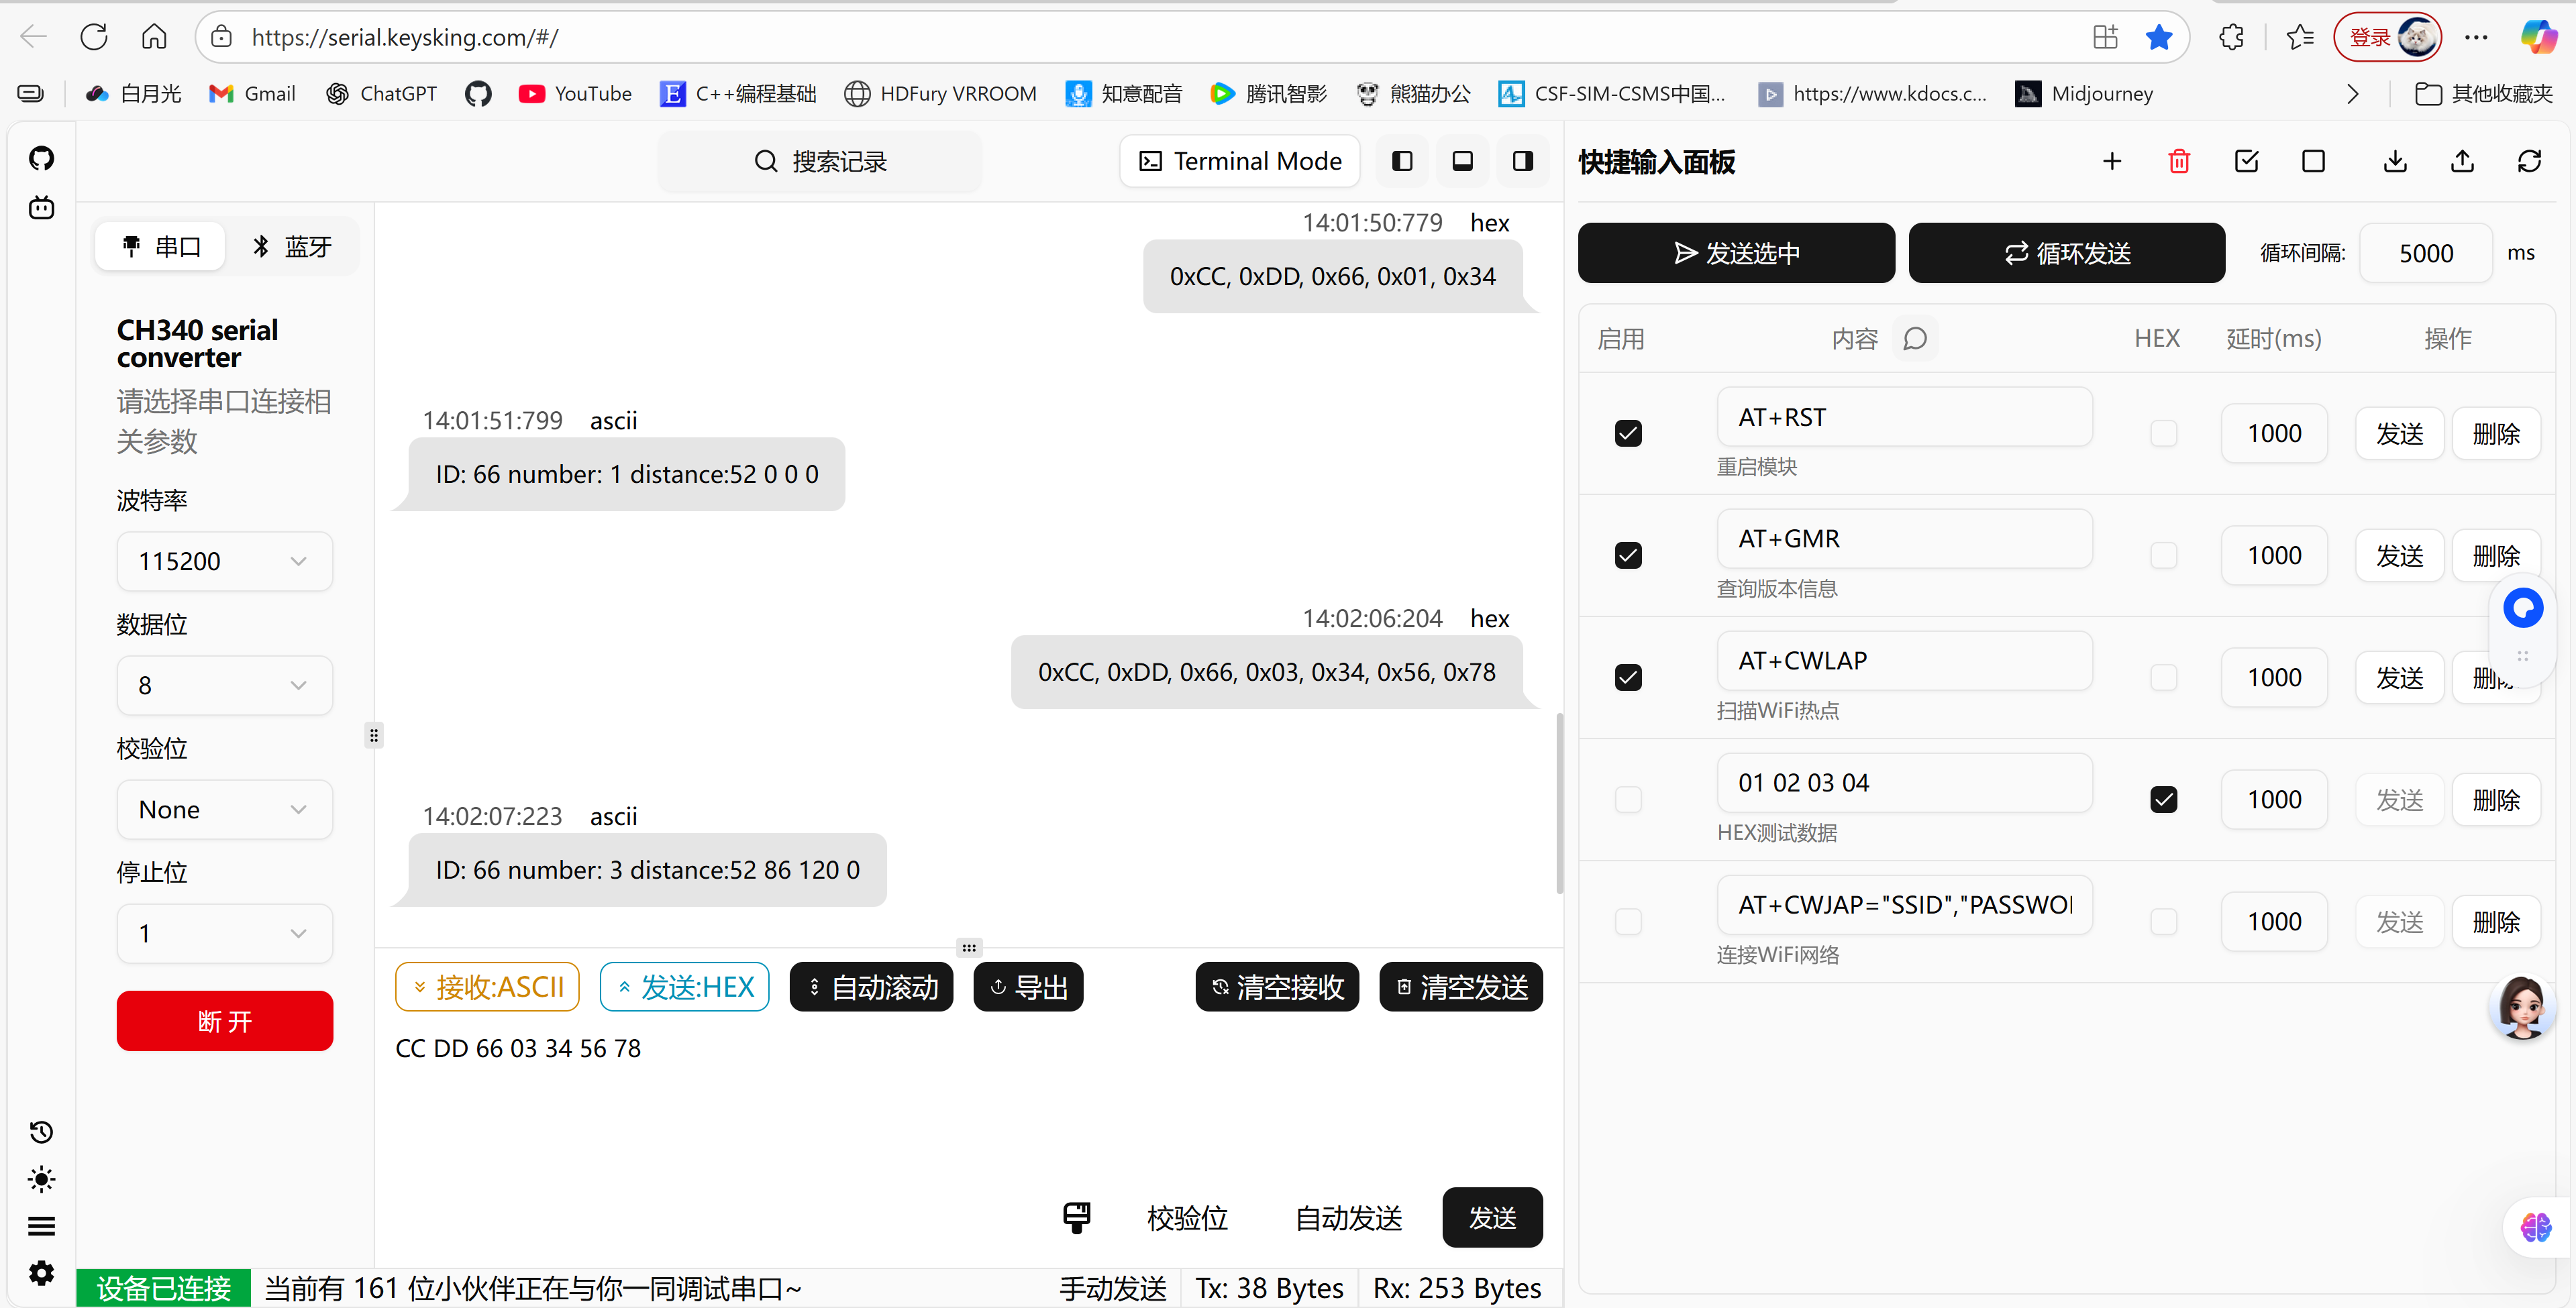 https://serial.keysking.com/#/
登录
白月光
Gmail
ChatGPT
YouTube
C++编程基础
HDFury VRROOM
知意配音
腾讯智影
熊猫办公
CSF-SIM-CSMS中国...
https://www.kdocs.c...
Midjourney
其他收藏夹
搜索记录
Terminal Mode
串口
蓝牙
CH340 serial
converter
请选择串口连接相
关参数
波特率
115200
数据位
8
校验位
None
停止位
1
断 开
14:01:50:779 hex
0xCC, 0xDD, 0x66, 0x01, 0x34
14:01:51:799 ascii
ID: 66 number: 1 distance:52 0 0 0
14:02:06:204 hex
0xCC, 0xDD, 0x66, 0x03, 0x34, 0x56, 0x78
14:02:07:223 ascii
ID: 66 number: 3 distance:52 86 120 0
接收:ASCII
发送:HEX
自动滚动
导出
清空接收
清空发送
CC DD 66 03 34 56 78
校验位
自动发送
发送
设备已连接
当前有 161 位小伙伴正在与你一同调试串口~
手动发送
Tx: 38 Bytes
Rx: 253 Bytes
快捷输入面板
发送选中
循环发送
循环间隔:
5000
ms
启用 内容 HEX 延时(ms) 操作
AT+RST 1000 发送 删除
重启模块
AT+GMR 1000 发送 删除
查询版本信息
AT+CWLAP 1000 发送
扫描WiFi热点
01 02 03 04 1000 发送 删除
HEX测试数据
AT+CWJAP="SSID","PASSWO 1000 发送 删除
连接WiFi网络